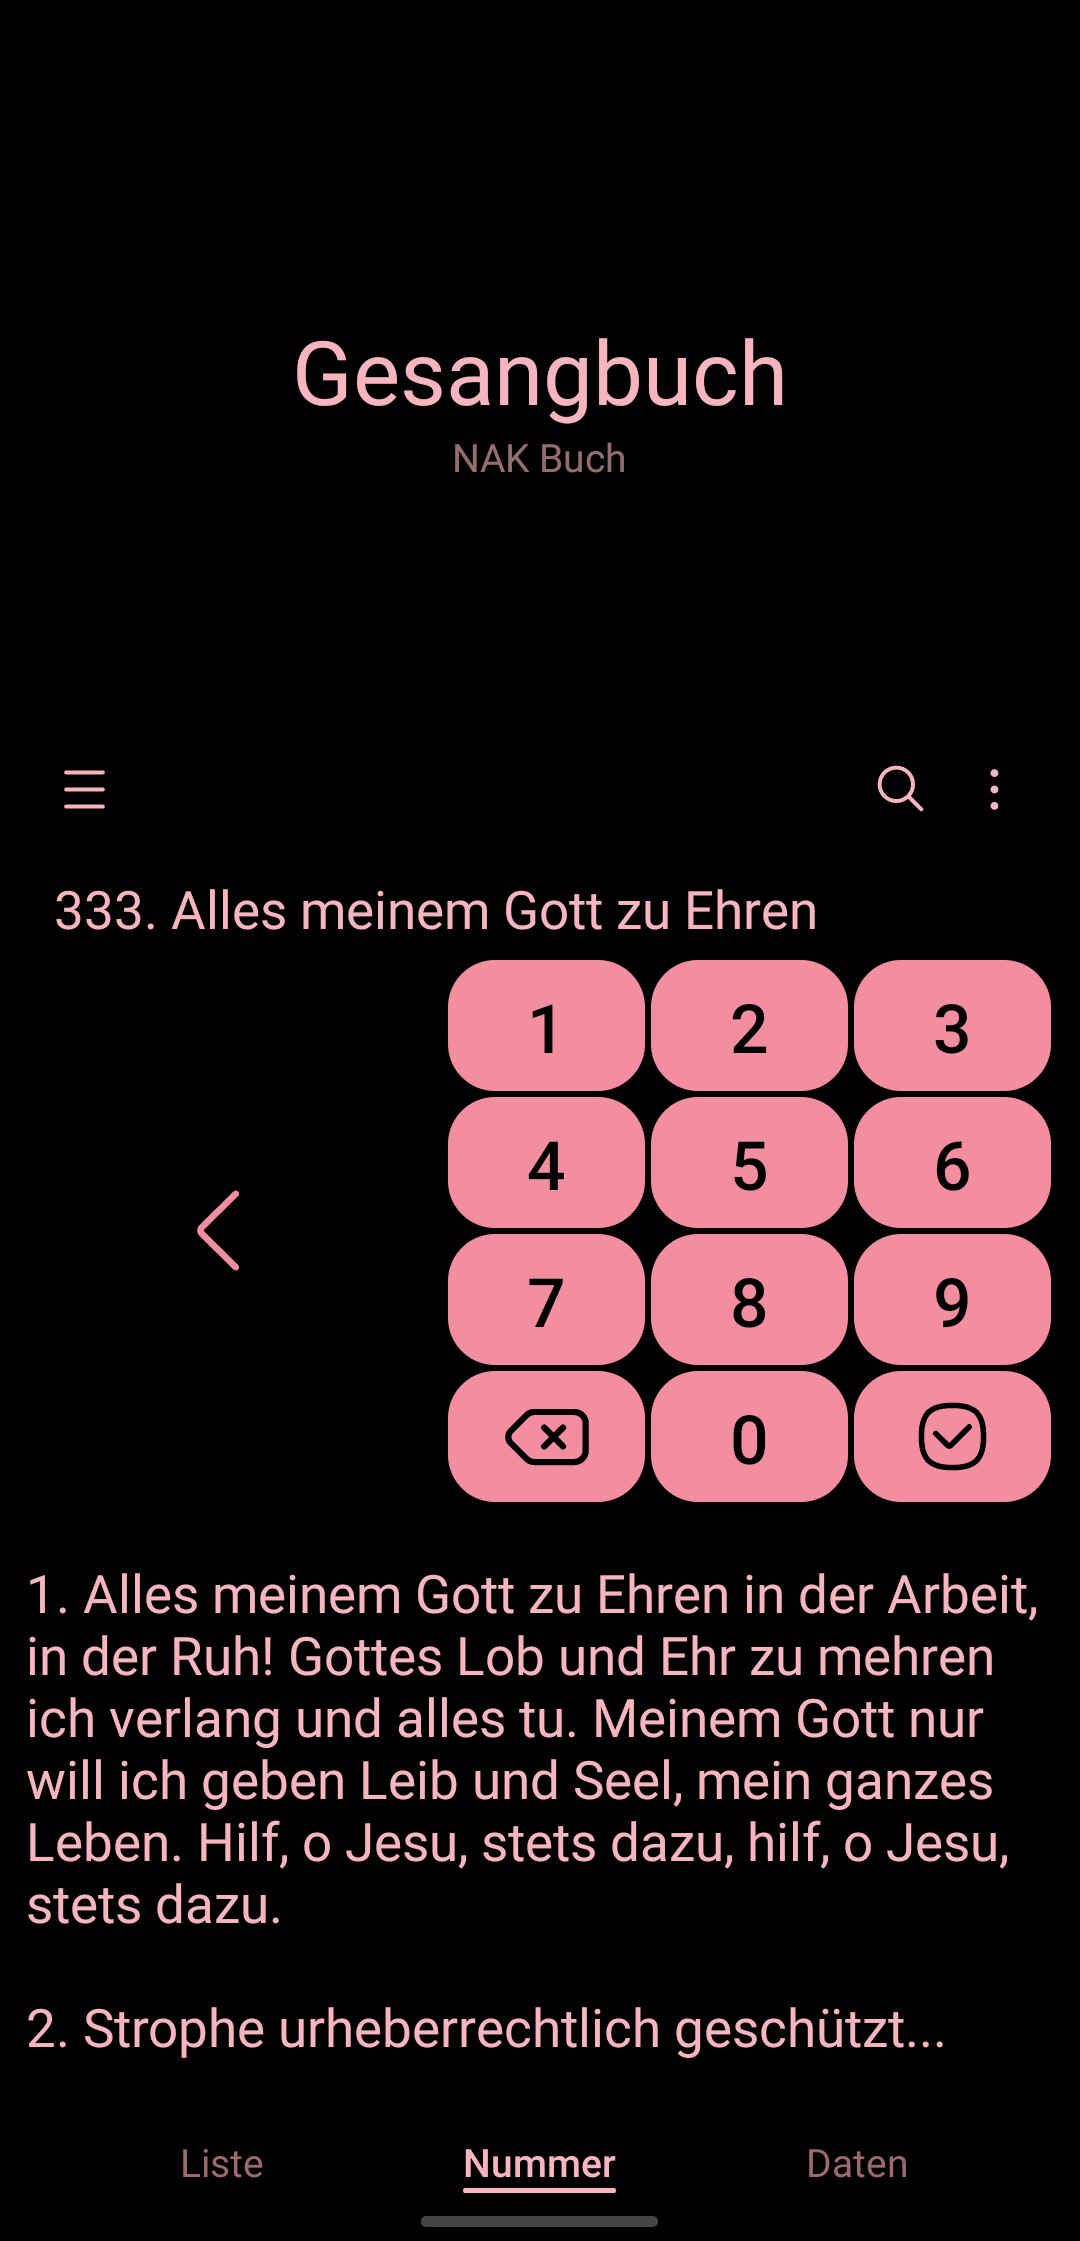 Gesangbuch
NAK Buch
333. Alles meinem Gott zu Ehren
1 2 3
4 5 6
7 8 9
0
1. Alles meinem Gott zu Ehren in der Arbeit,
in der Ruh! Gottes Lob und Ehr zu mehren
ich verlang und alles tu. Meinem Gott nur
will ich geben Leib und Seel, mein ganzes
Leben. Hilf, o Jesu, stets dazu, hilf, o Jesu,
stets dazu.
2. Strophe urheberrechtlich geschützt...
Liste Nummer Daten